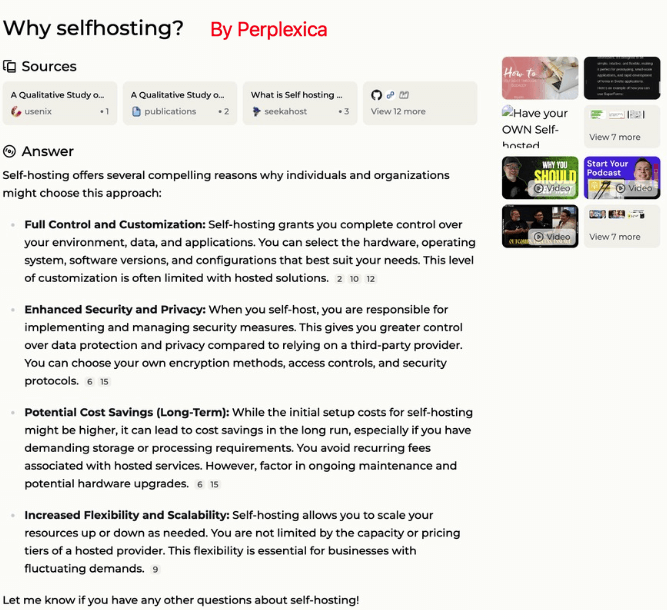 Why selfhosting? By Perplexica
Sources
A Qualitative Study o...
usenix • 1
A Qualitative Study o...
publications • 2
What is Self hosting ...
seekahost • 3
View 12 more
Answer
Self-hosting offers several compelling reasons why individuals and organizations
might choose this approach:
Full Control and Customization: Self-hosting grants you complete control over
your environment, data, and applications. You can select the hardware, operating
system, software versions, and configurations that best suit your needs. This level
of customization is often limited with hosted solutions. 2 10 12
Enhanced Security and Privacy: When you self-host, you are responsible for
implementing and managing security measures. This gives you greater control
over data protection and privacy compared to relying on a third-party provider.
You can choose your own encryption methods, access controls, and security
protocols. 6 15
Potential Cost Savings (Long-Term): While the initial setup costs for self-hosting
might be higher, it can lead to cost savings in the long run, especially if you have
demanding storage or processing requirements. You avoid recurring fees
associated with hosted services. However, factor in ongoing maintenance and
potential hardware upgrades. 6 15
Increased Flexibility and Scalability: Self-hosting allows you to scale your
resources up or down as needed. You are not limited by the capacity or pricing
tiers of a hosted provider. This flexibility is essential for businesses with
fluctuating demands. 9
Let me know if you have any other questions about self-hosting!
How to
Have your
OWN Self-
hosted
View 7 more
WHY YOU
SHOULD
Video
Start Your
Podcast
Video
Video
View 7 more